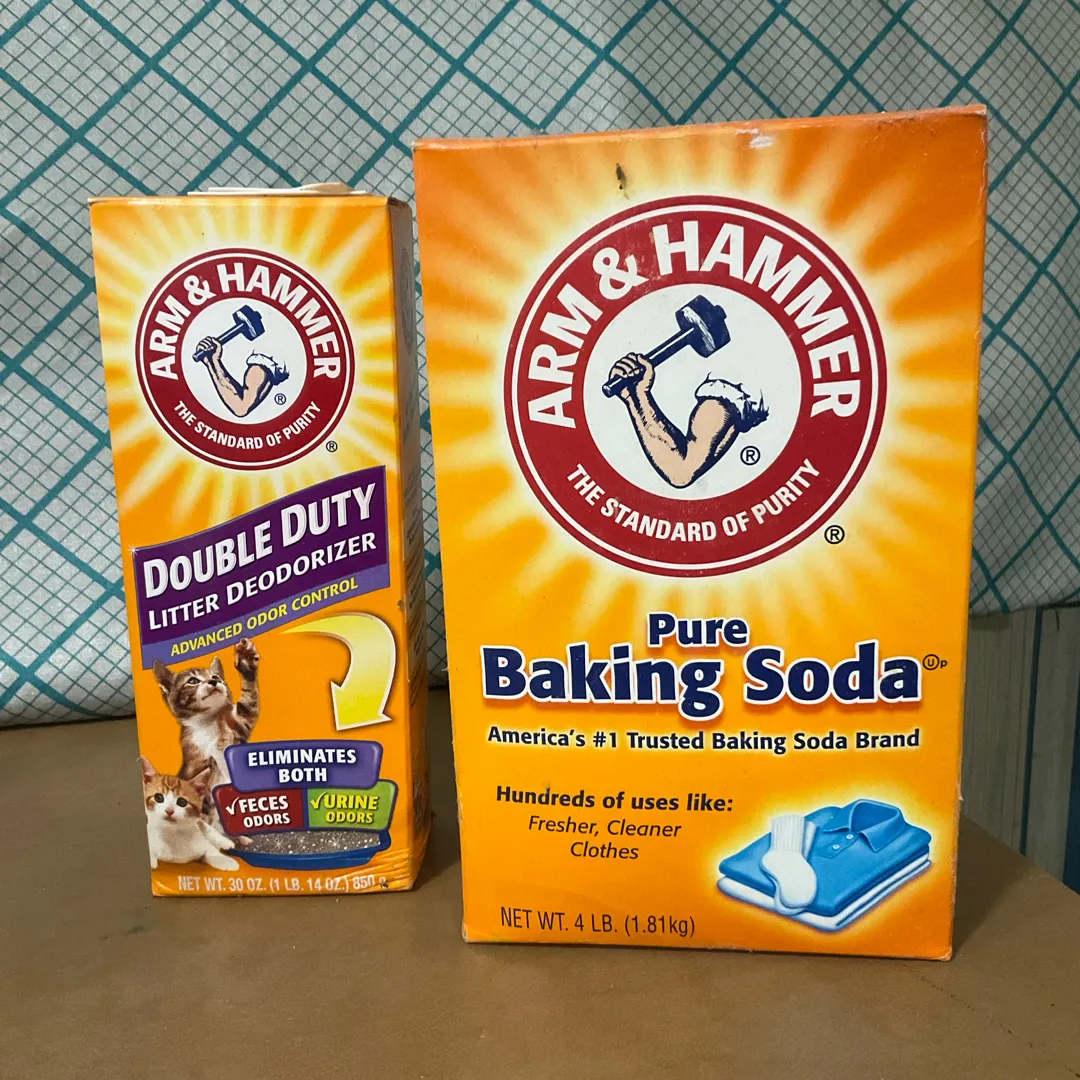 ARM & HAMMER
®
THE STANDARD OF PURITY
®
DOUBLE DUTY
LITTER DEODORIZER
ADVANCED ODOR CONTROL
ELIMINATES
BOTH
✓FECES
ODORS
✓URINE
ODORS
NET WT. 30 OZ. (1 LB. 14 OZ.) 850 g
ARM & HAMMER
®
THE STANDARD OF PURITY
®
Pure
Baking Soda ⓊP
America's #1 Trusted Baking Soda Brand
Hundreds of uses like:
Fresher, Cleaner
Clothes
NET WT. 4 LB. (1.81kg)